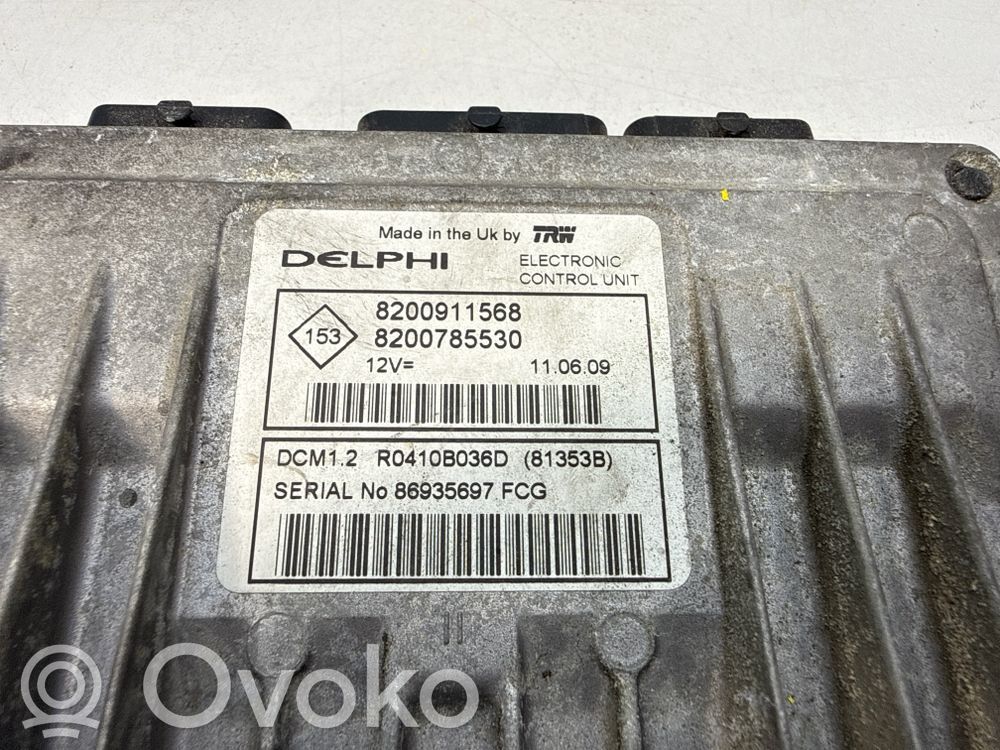 Made in the Uk by TRW
DELPHI
ELECTRONIC
CONTROL UNIT
153
8200911568
8200785530
12V=
11.06.09
DCM1.2 R0410B036D (81353B)
SERIAL No 86935697 FCG
Ovoko